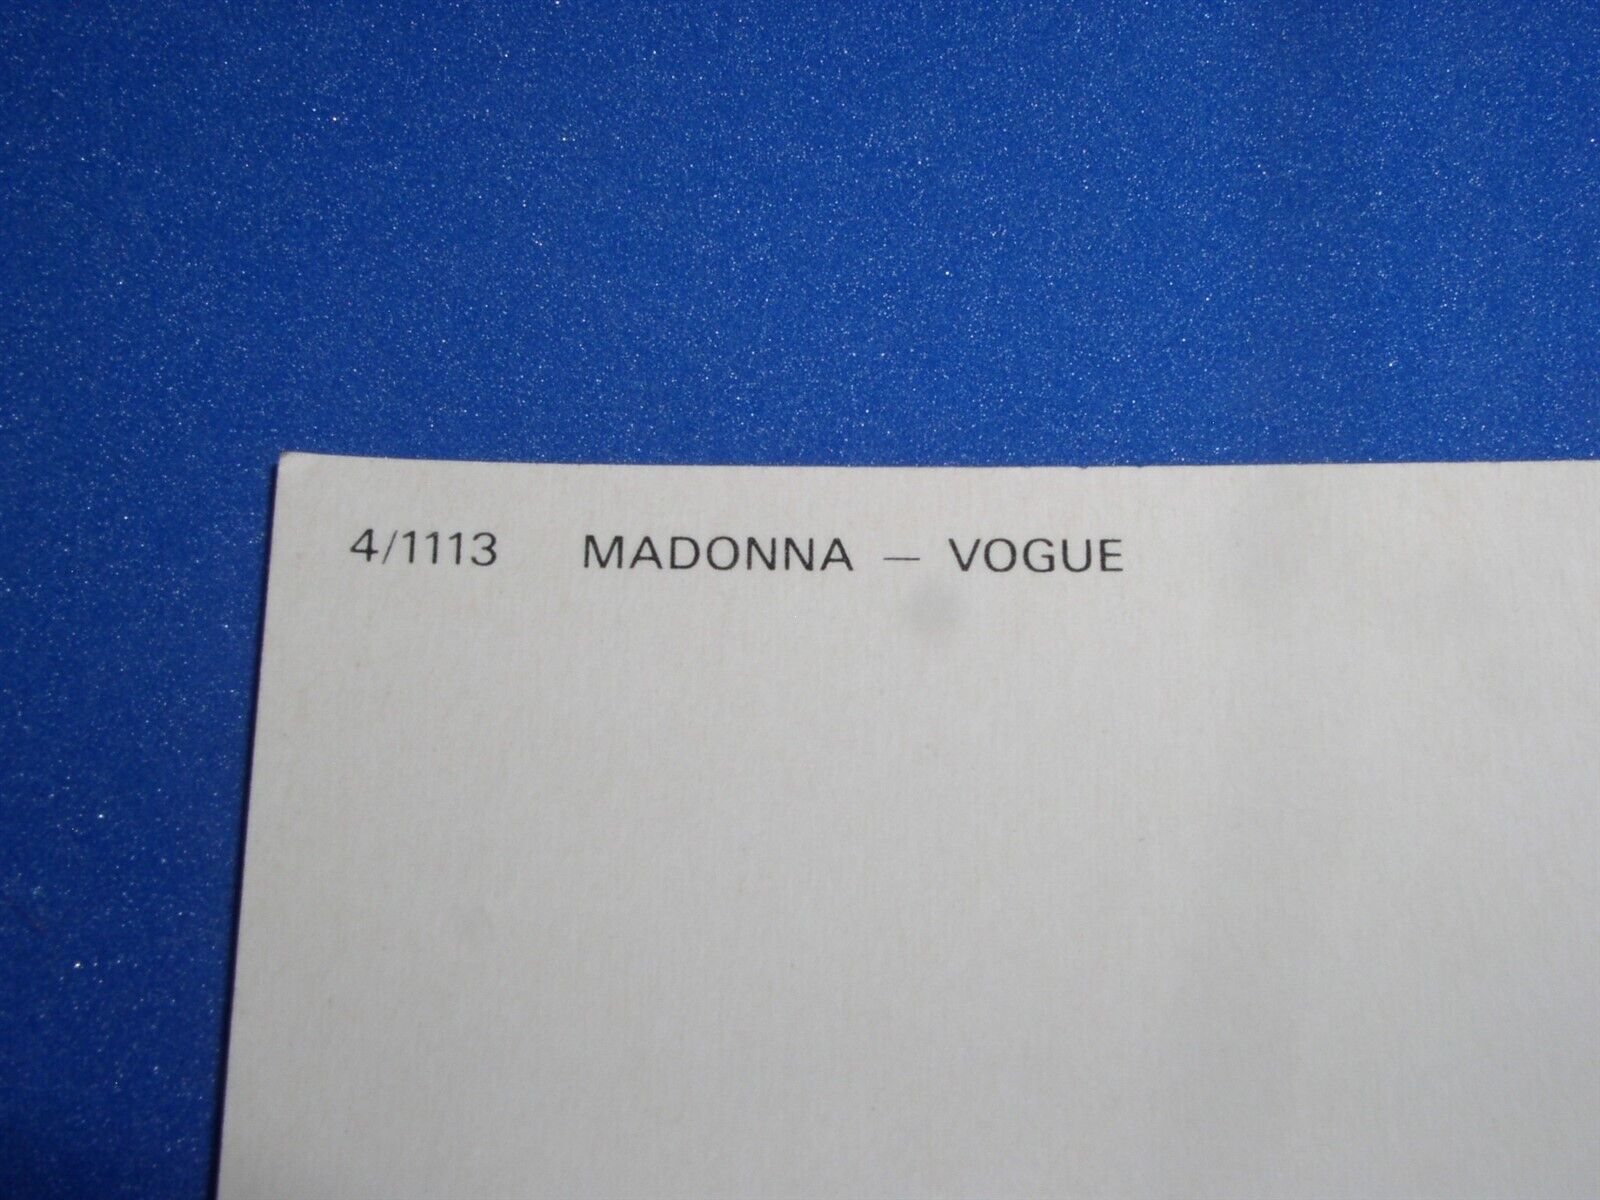 4/1113 MADONNA — VOGUE